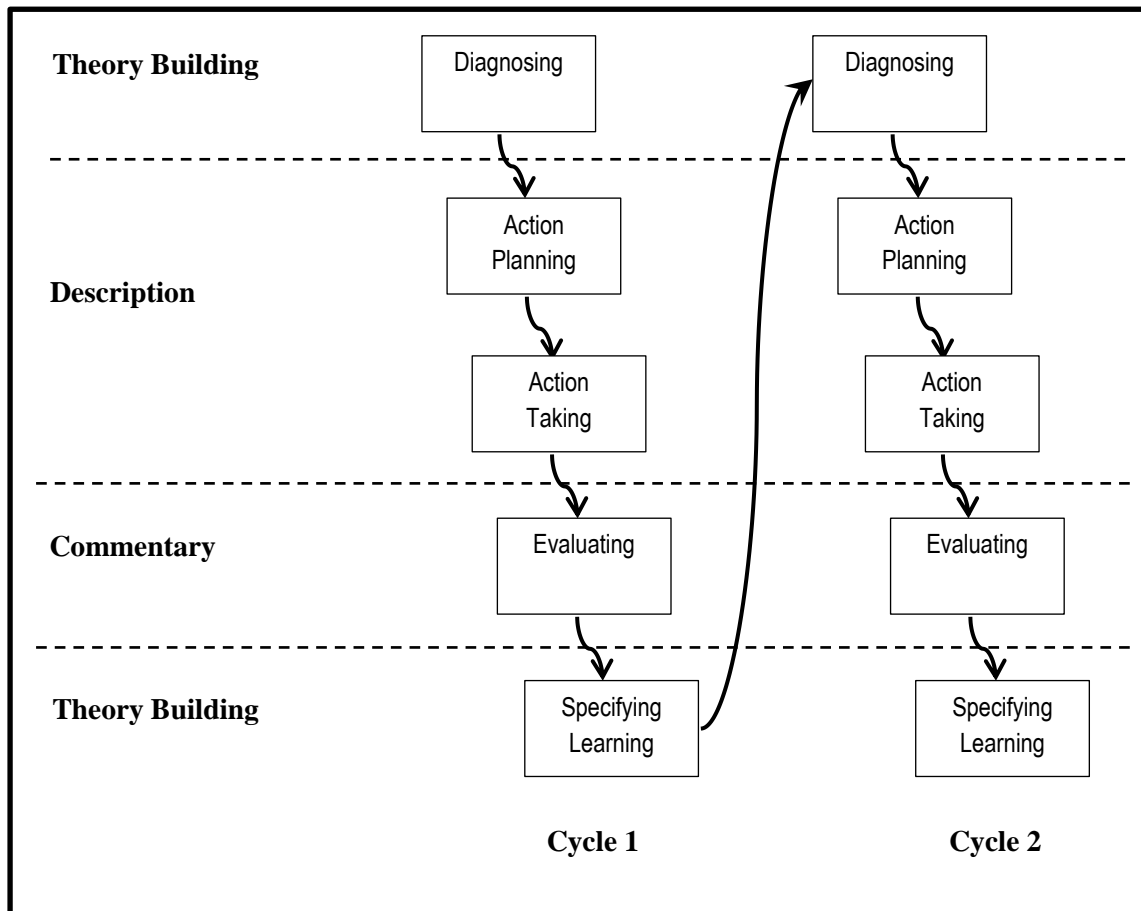 Theory Building
Diagnosing
Diagnosing
Description
Action
Planning
Action
Planning
Action
Taking
Action
Taking
Commentary
Evaluating
Evaluating
Theory Building
Specifying
Learning
Specifying
Learning
Cycle 1
Cycle 2